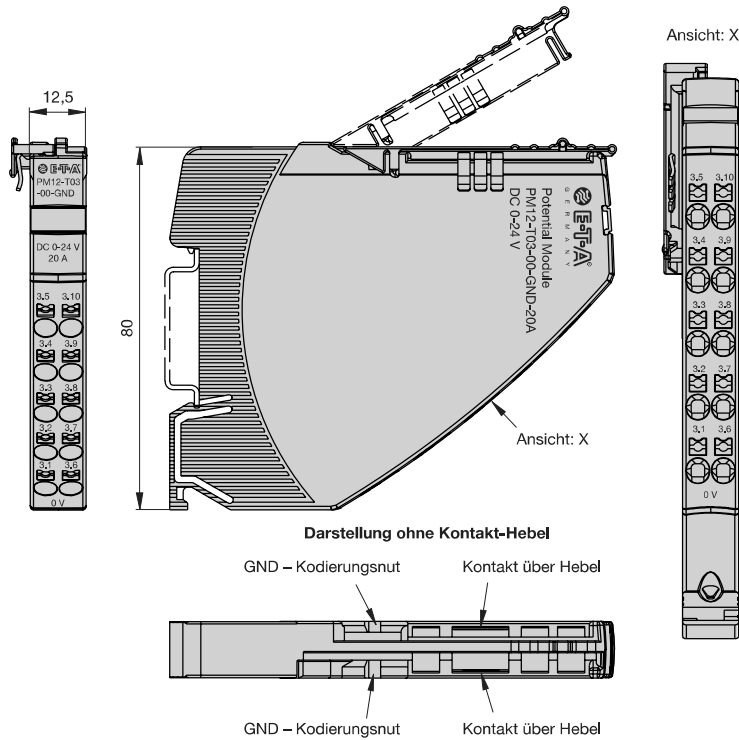 Ansicht: X
12,5
E-T-A
PM12-T03
-00-GND
DC 0-24 V
20 A
3.5 3.10
3.4 3.9
3.3 3.8
3.2 3.7
3.1 3.6
0 V
80
E-T-A®
GERMANY
Potential Module
PM12-T03-00-GND-20A
DC 0-24 V
Ansicht: X
3.5 3.10
3.4 3.9
3.3 3.8
3.2 3.7
3.1 3.6
0 V
Darstellung ohne Kontakt-Hebel
GND – Kodierungsnut Kontakt über Hebel
GND – Kodierungsnut Kontakt über Hebel